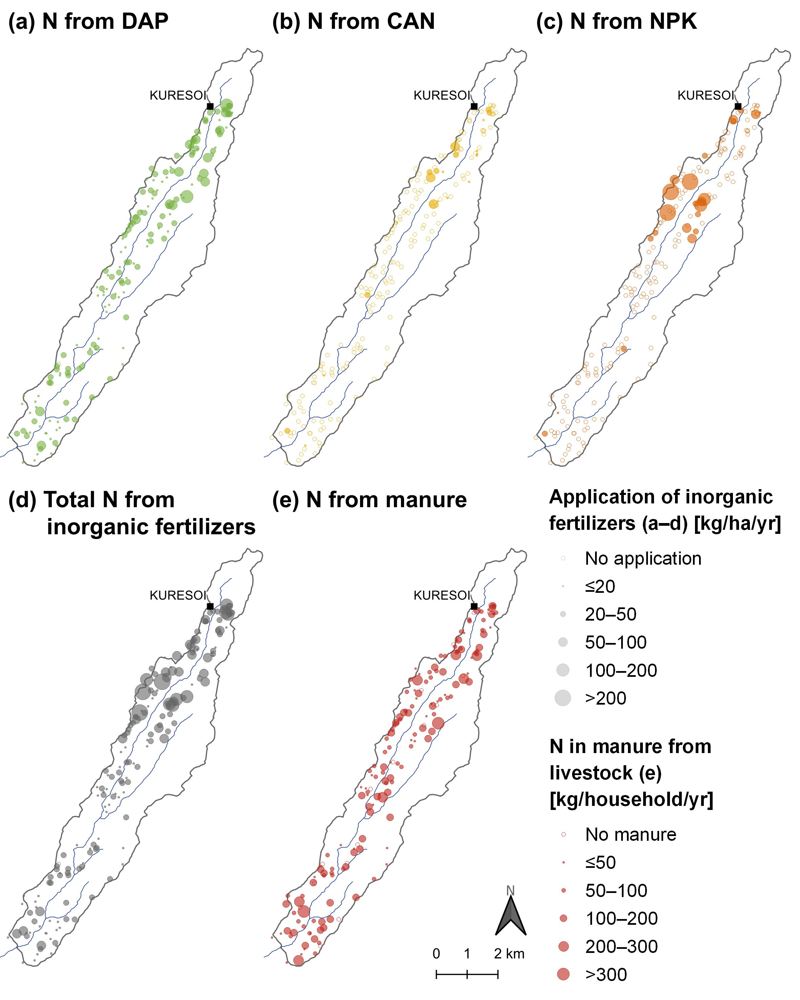 (a) N from DAP
(b) N from CAN
(c) N from NPK
KURESOI
KURESOI
KURESOI
(d) Total N from
inorganic fertilizers
(e) N from manure
KURESOI
KURESOI
Application of inorganic
fertilizers (a–d) [kg/ha/yr]
No application
≤20
20–50
50–100
100–200
>200
N in manure from
livestock (e)
[kg/household/yr]
No manure
≤50
50–100
100–200
200–300
>300
N
0 1 2 km